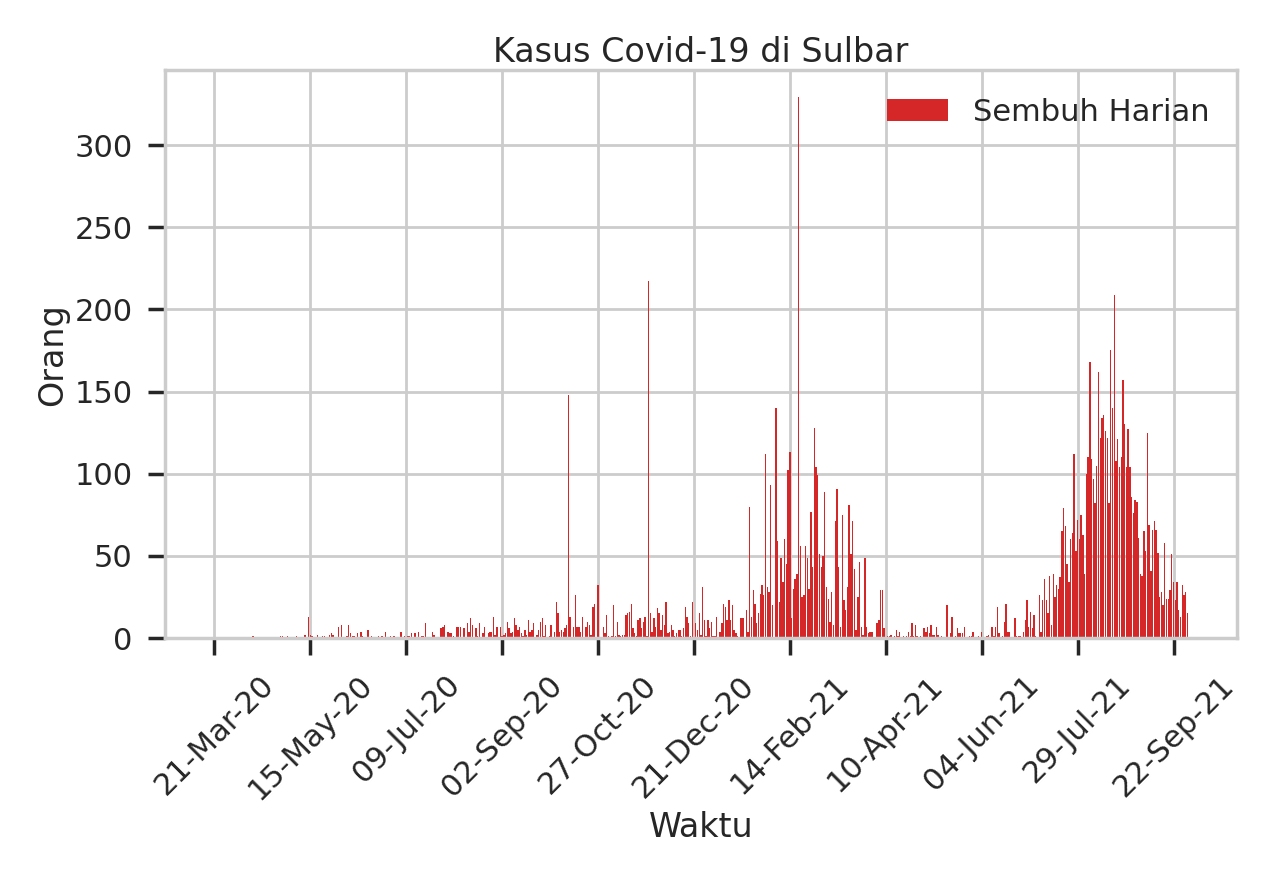 Kasus Covid-19 di Sulbar
Sembuh Harian
Orang
300
250
200
150
100
50
0
21-Mar-20
15-May-20
09-Jul-20
02-Sep-20
27-Oct-20
21-Dec-20
14-Feb-21
10-Apr-21
04-Jun-21
29-Jul-21
22-Sep-21
Waktu